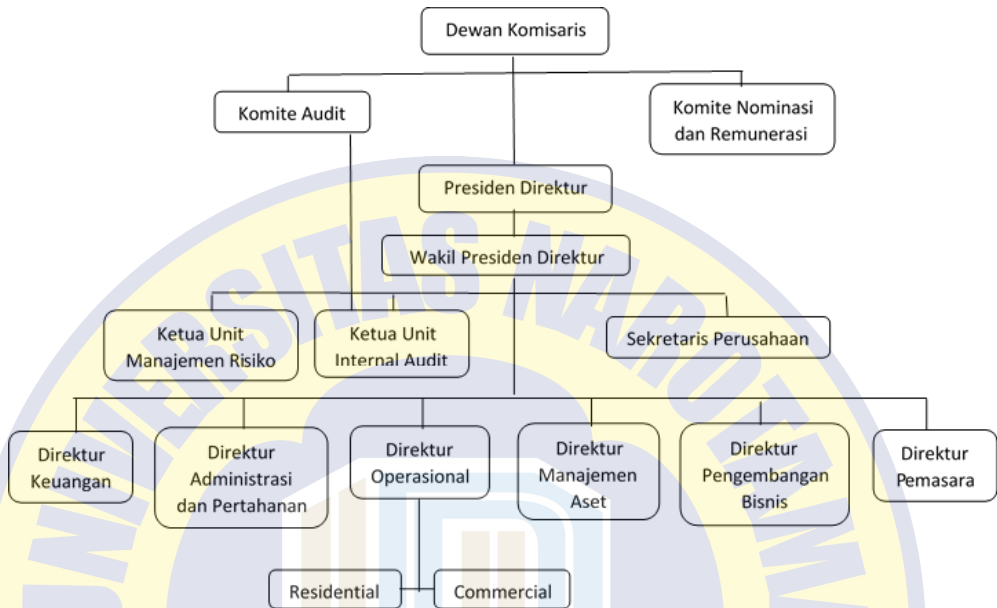 Dewan Komisaris
Komite Audit
Komite Nominasi
dan Remunerasi
Presiden Direktur
Wakil Presiden Direktur
Ketua Unit
Manajemen Risiko
Ketua Unit
Internal Audit
Sekretaris Perusahaan
Direktur
Keuangan
Direktur
Administrasi
dan Pertahanan
Direktur
Operasional
Direktur
Manajemen
Aset
Direktur
Pengembangan
Bisnis
Direktur
Pemasara
Residential
Commercial
UNIVERSITAS NAROTAMA